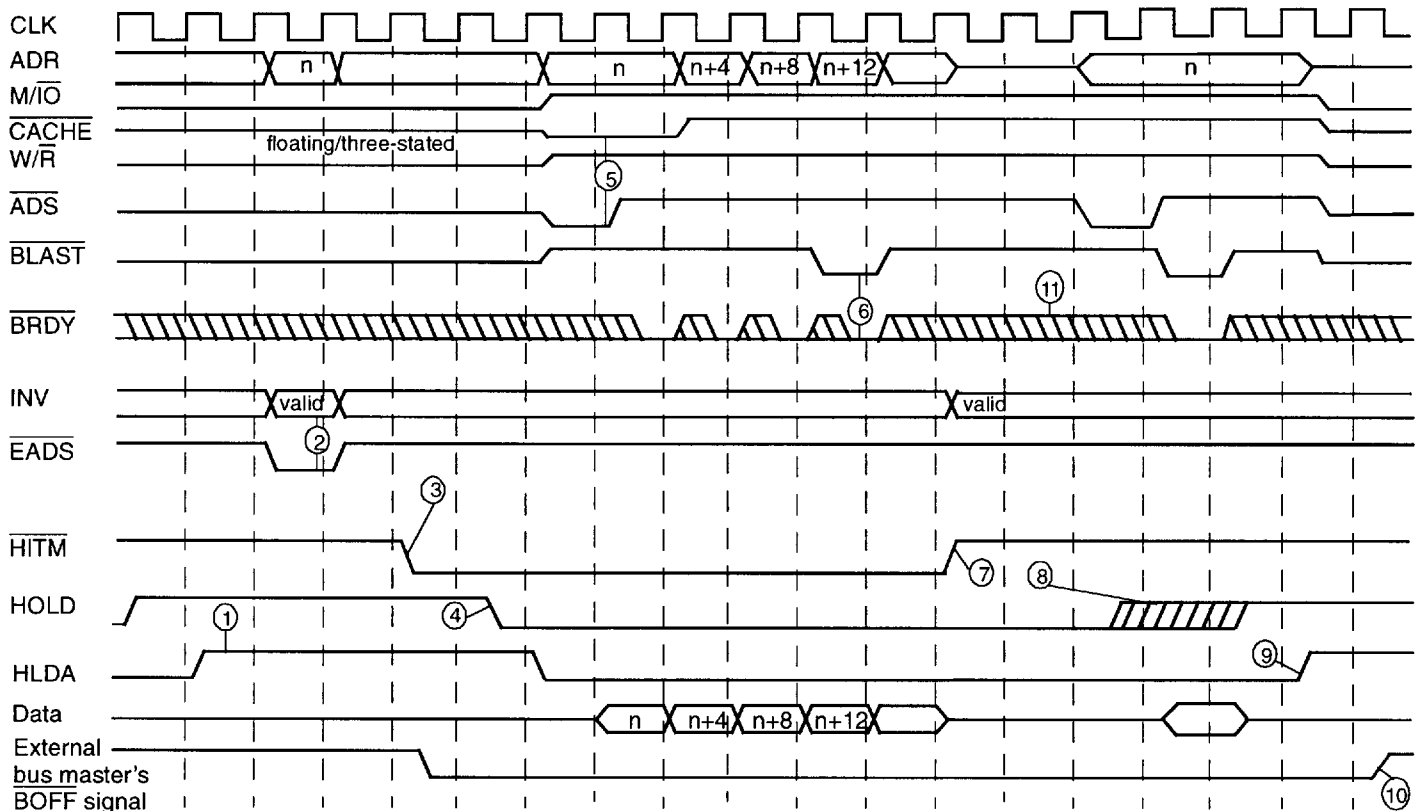 CLK
ADR n n n+4 n+8 n+12 n
M/IO
CACHE
floating/three-stated
W/R
5
ADS
BLAST
11
6
BRDY
INV valid valid
2
EADS
3
HITM
7
8
HOLD 4
1
9
HLDA
Data n n+4 n+8 n+12
External
bus master's
BOFF signal
10